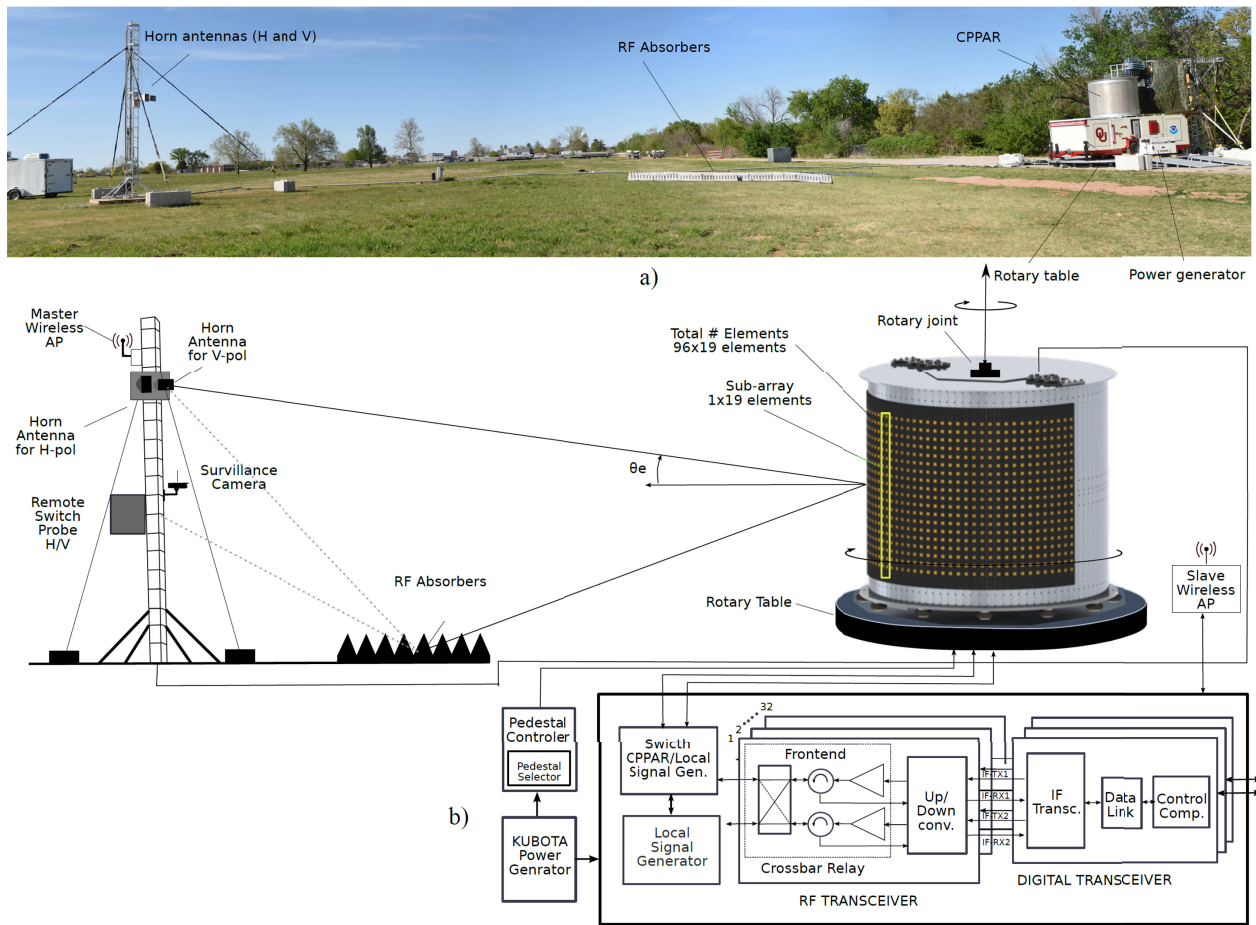 Horn antennas (H and V)
RF Absorbers
CPPAR
OU
Rotary table
Power generator
a)
Master
Wireless
AP
Horn
Antenna
for V-pol
Horn
Antenna
for H-pol
Survillance
Camera
Remote
Switch
Probe
H/V
RF Absorbers
θe
Total # Elements
96x19 elements
Sub-array
1x19 elements
Rotary joint
Rotary Table
Slave
Wireless
AP
b)
Pedestal
Controler
Pedestal
Selector
KUBOTA
Power
Genrator
Swicth
CPPAR/Local
Signal Gen.
Local
Signal
Generator
1 2 32
Frontend
Crossbar Relay
Up/
Down
conv.
IF-TX1
IF-RX1
IF-TX2
IF-RX2
IF
Transc.
Data
Link
Control
Comp.
RF TRANSCEIVER
DIGITAL TRANSCEIVER